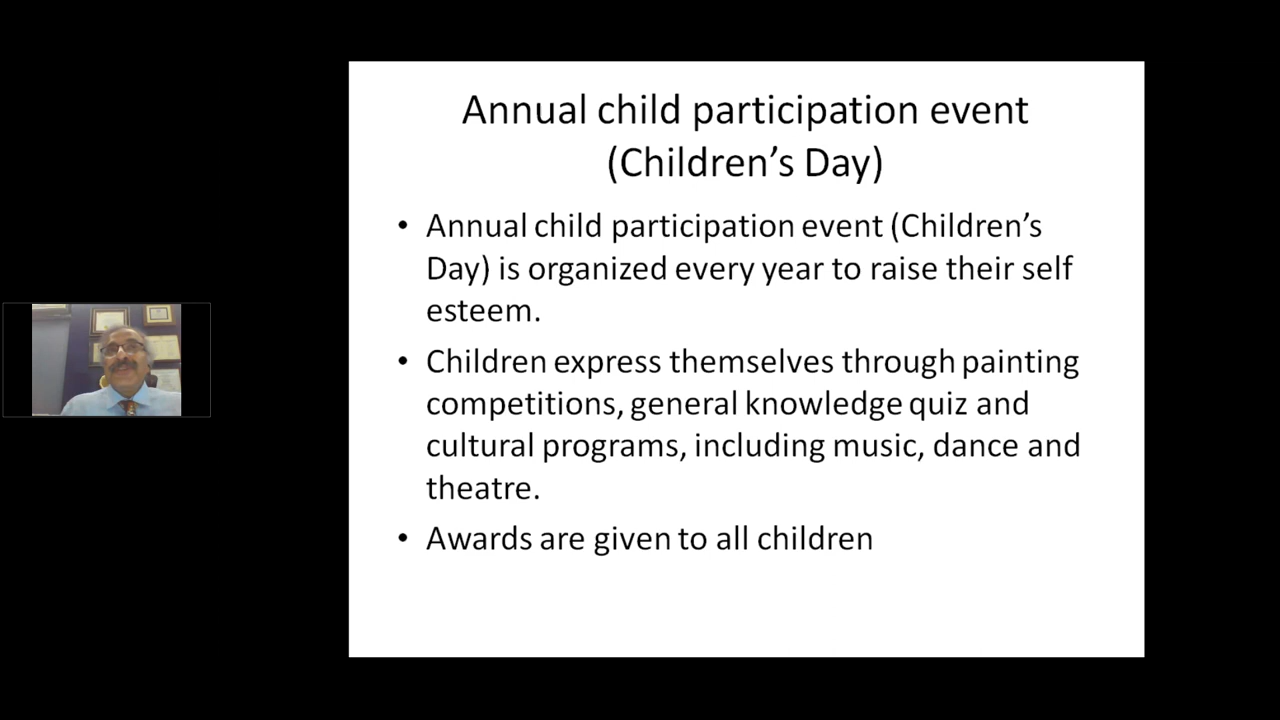 Annual child participation event
(Children’s Day)
• Annual child participation event (Children’s
Day) is organized every year to raise their self
esteem.
• Children express themselves through painting
competitions, general knowledge quiz and
cultural programs, including music, dance and
theatre.
• Awards are given to all children